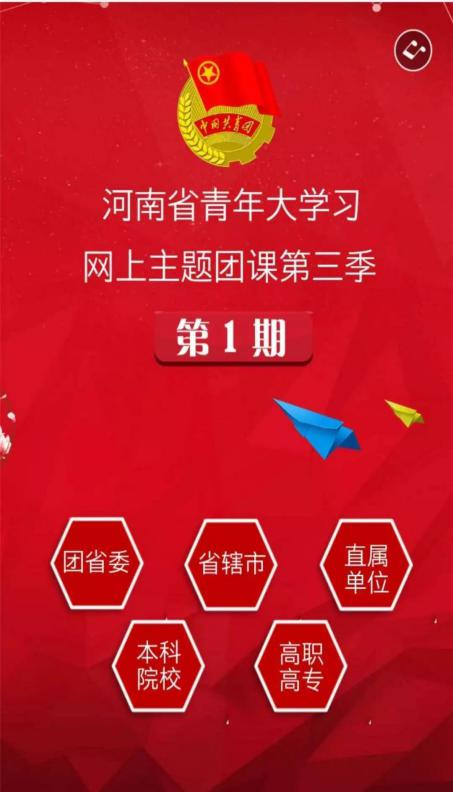 中国共青团
河南省青年大学习
网上主题团课第三季
第1期
团省委
省辖市
直属
单位
本科
院校
高职
高专